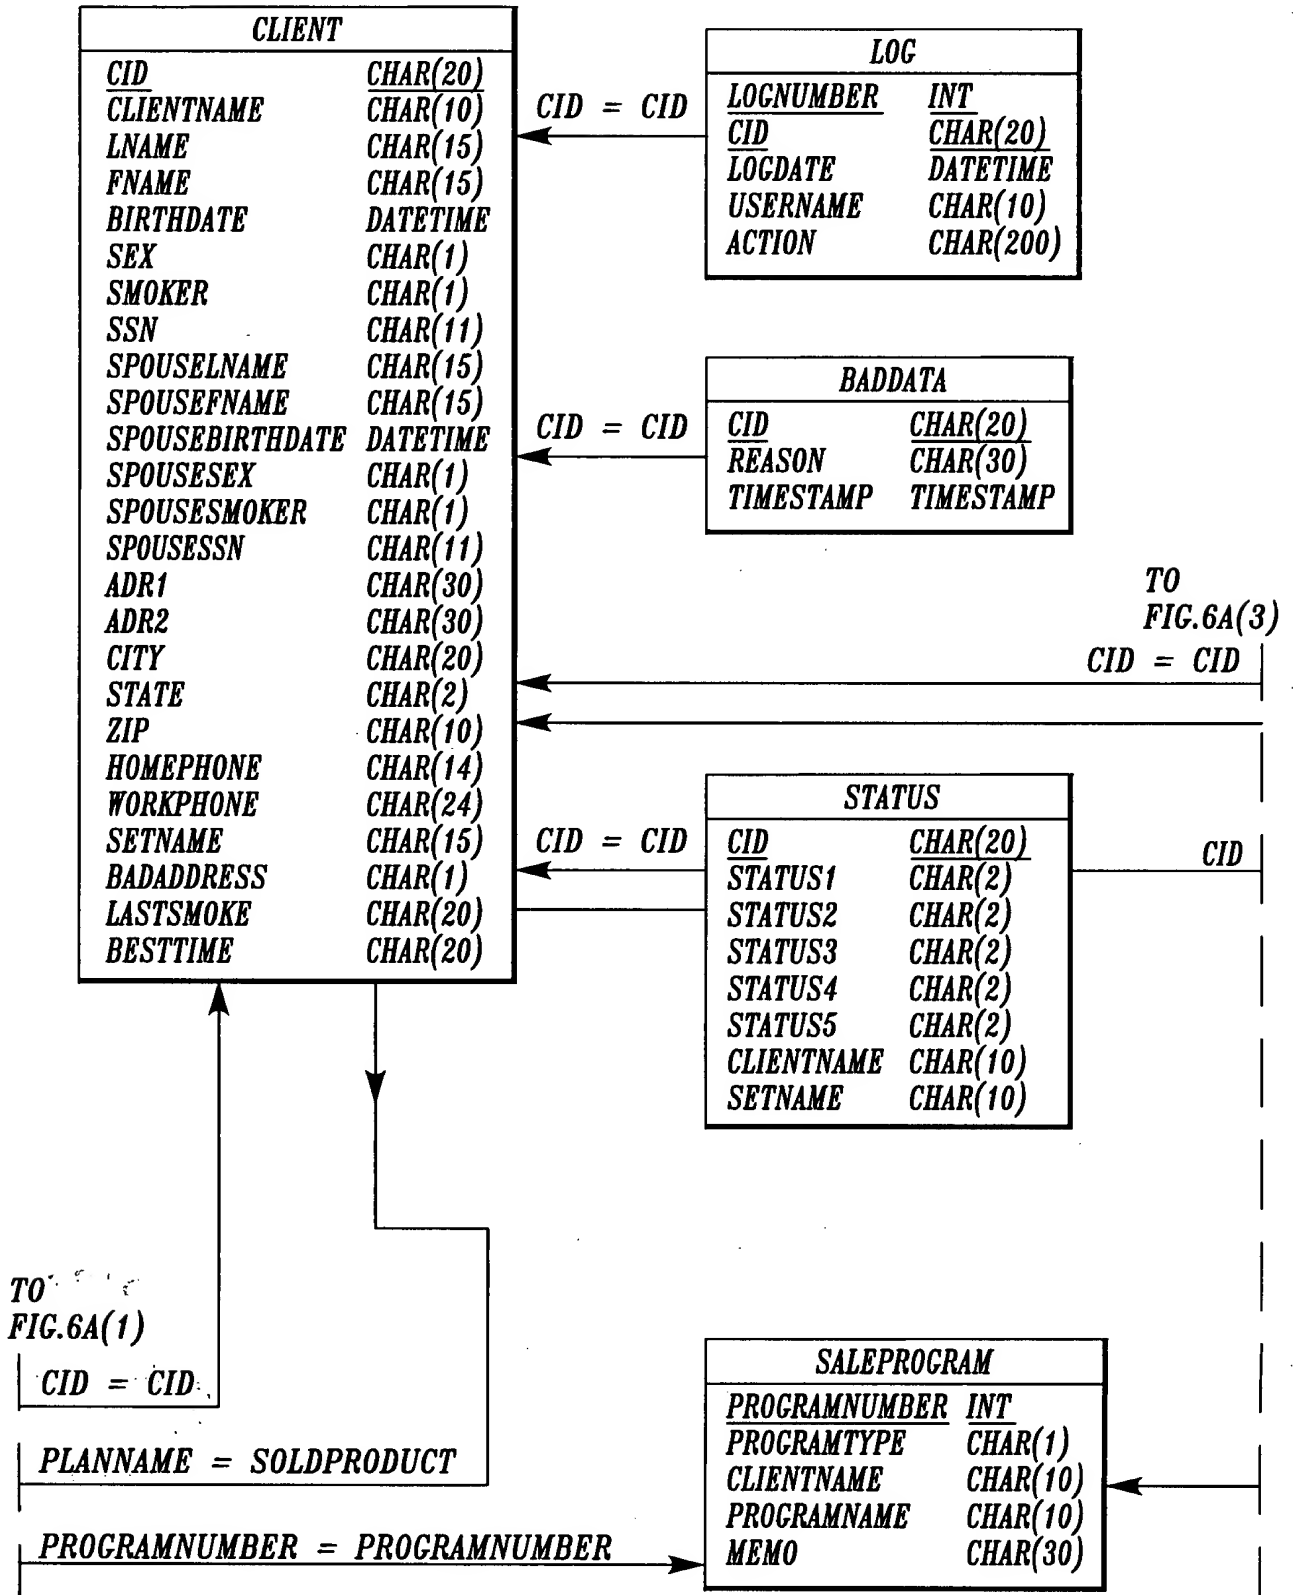 CLIENT
CID CHAR(20)
CLIENTNAME CHAR(10)
LNAME CHAR(15)
FNAME CHAR(15)
BIRTHDATE DATETIME
SEX CHAR(1)
SMOKER CHAR(1)
SSN CHAR(11)
SPOUSELNAME CHAR(15)
SPOUSEFNAME CHAR(15)
SPOUSEBIRTHDATE DATETIME
SPOUSESEX CHAR(1)
SPOUSESMOKER CHAR(1)
SPOUSESSN CHAR(11)
ADR1 CHAR(30)
ADR2 CHAR(30)
CITY CHAR(20)
STATE CHAR(2)
ZIP CHAR(10)
HOMEPHONE CHAR(14)
WORKPHONE CHAR(24)
SETNAME CHAR(15)
BADADDRESS CHAR(1)
LASTSMOKE CHAR(20)
BESTTIME CHAR(20)
CID = CID
LOG
LOGNUMBER INT
CID CHAR(20)
LOGDATE DATETIME
USERNAME CHAR(10)
ACTION CHAR(200)
CID = CID
BADDATA
CID CHAR(20)
REASON CHAR(30)
TIMESTAMP TIMESTAMP
TO
FIG.6A(3)
CID = CID
CID = CID
STATUS
CID CHAR(20)
STATUS1 CHAR(2)
STATUS2 CHAR(2)
STATUS3 CHAR(2)
STATUS4 CHAR(2)
STATUS5 CHAR(2)
CLIENTNAME CHAR(10)
SETNAME CHAR(10)
CID
TO
FIG.6A(1)
CID = CID
PLANNAME = SOLDPRODUCT
PROGRAMNUMBER = PROGRAMNUMBER
SALEPROGRAM
PROGRAMNUMBER INT
PROGRAMTYPE CHAR(1)
CLIENTNAME CHAR(10)
PROGRAMNAME CHAR(10)
MEMO CHAR(30)